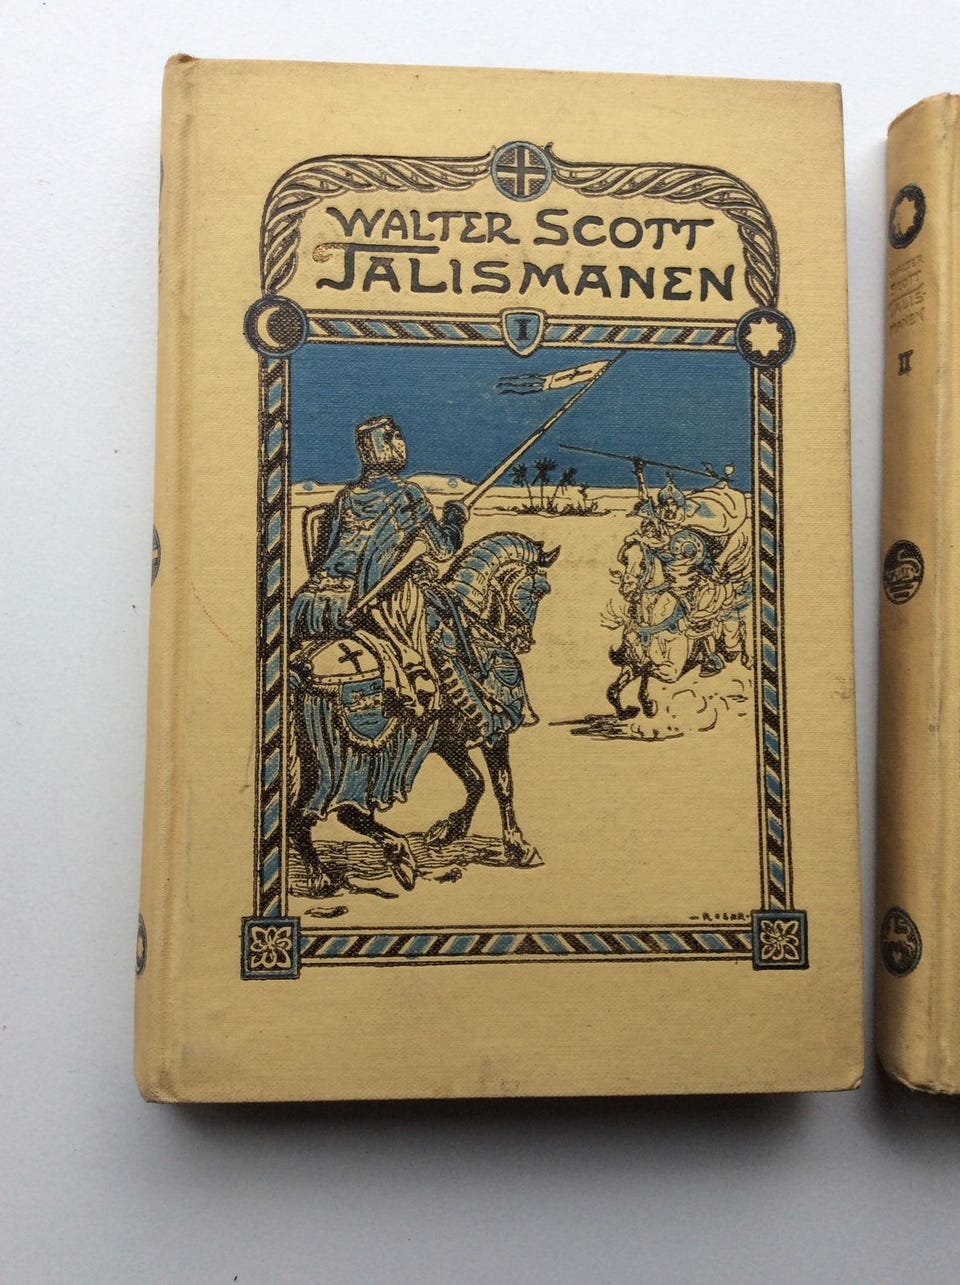 WALTER SCOTT
TALISMANEN
I
WALTER
SCOTT
TALIS-
MANEN
II